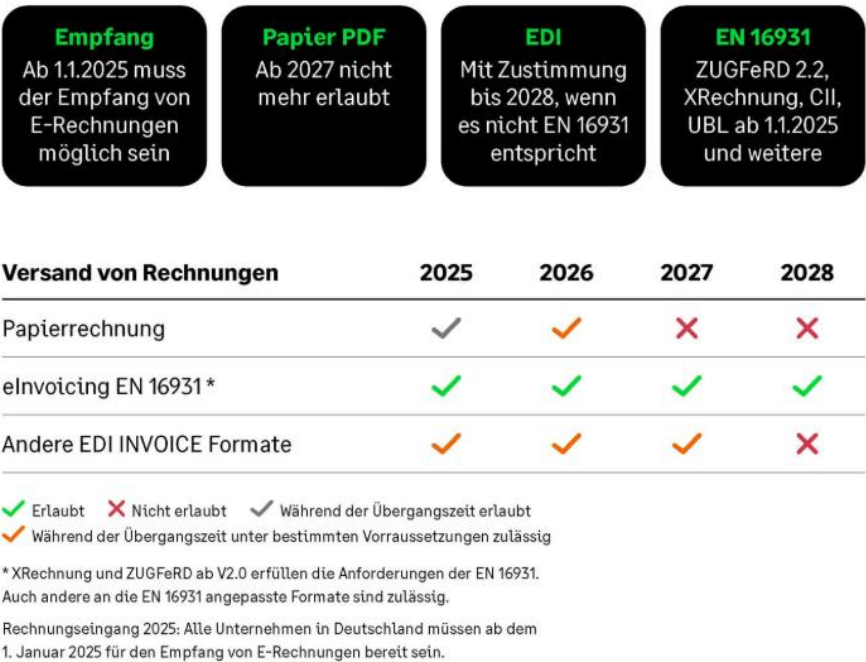 Empfang
Ab 1.1.2025 muss
der Empfang von
E-Rechnungen
möglich sein
Papier PDF
Ab 2027 nicht
mehr erlaubt
EDI
Mit Zustimmung
bis 2028, wenn
es nicht EN 16931
entspricht
EN 16931
ZUGFeRD 2.2,
XRechnung, CII,
UBL ab 1.1.2025
und weitere
Versand von Rechnungen 2025 2026 2027 2028
Papierrechnung
eInvoicing EN 16931 *
Andere EDI INVOICE Formate
Erlaubt Nicht erlaubt Während der Übergangszeit erlaubt
Während der Übergangszeit unter bestimmten Vorraussetzungen zulässig
* XRechnung und ZUGFeRD ab V2.0 erfüllen die Anforderungen der EN 16931.
Auch andere an die EN 16931 angepasste Formate sind zulässig.
Rechnungseingang 2025: Alle Unternehmen in Deutschland müssen ab dem
1. Januar 2025 für den Empfang von E-Rechnungen bereit sein.